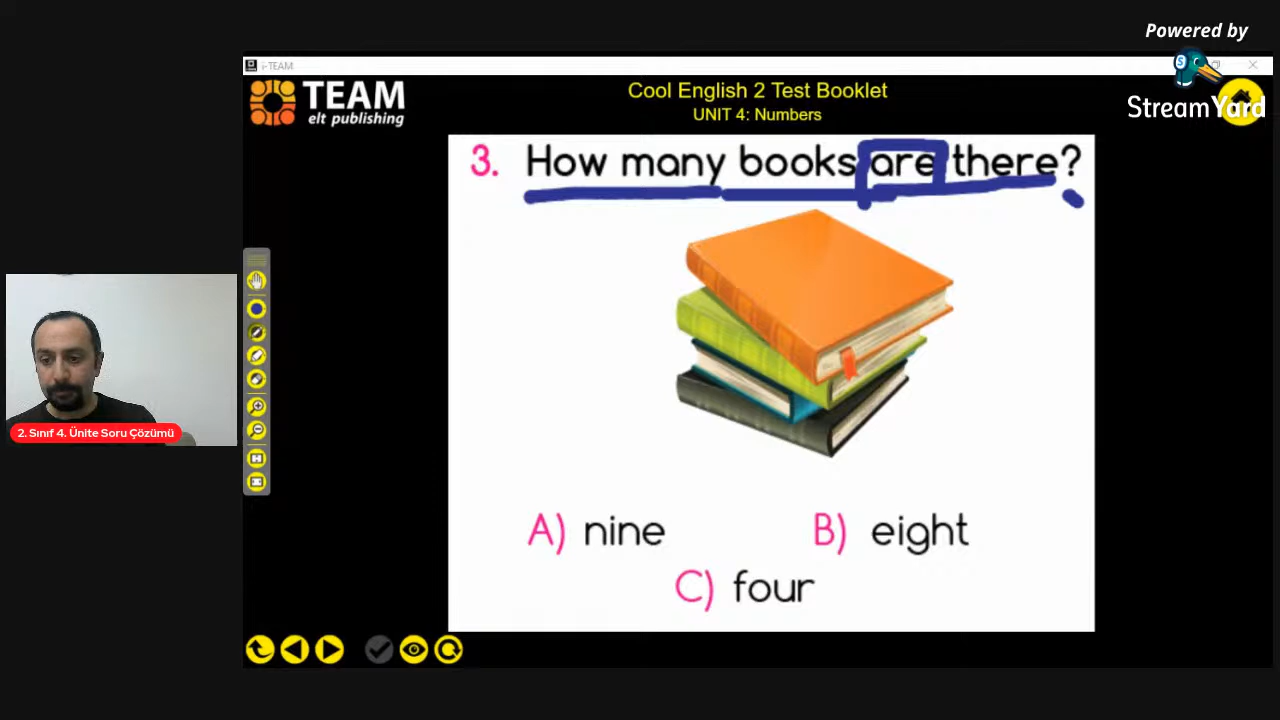 Powered by
StreamYard
i-TEAM
TEAM
elt publishing
Cool English 2 Test Booklet
UNIT 4: Numbers
3. How many books are there?
A) nine
B) eight
C) four
2. Sınıf 4. Ünite Soru Çözümü